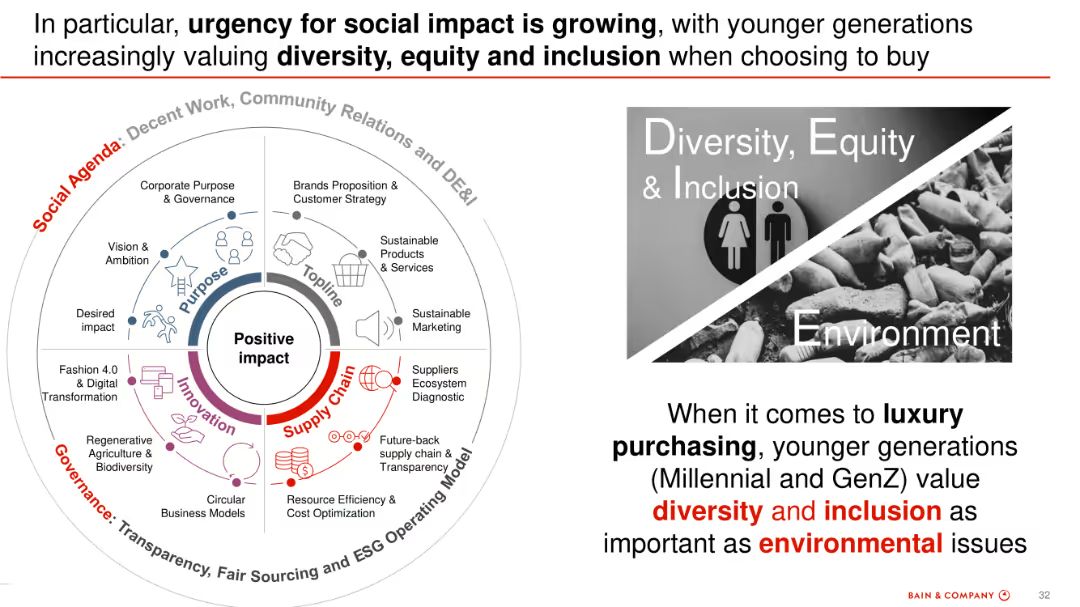 In particular, urgency for social impact is growing, with younger generations
increasingly valuing diversity, equity and inclusion when choosing to buy
Social Agenda: Decent Work, Community Relations and DE&I
Corporate Purpose
& Governance
Vision &
Ambition
Desired
impact
Purpose
Brands Proposition &
Customer Strategy
Sustainable
Products
& Services
Sustainable
Marketing
Topline
Positive
impact
Fashion 4.0
& Digital
Transformation
Regenerative
Agriculture &
Biodiversity
Circular
Business Models
Innovation
Suppliers
Ecosystem
Diagnostic
Future-back
supply chain &
Transparency
Resource Efficiency &
Cost Optimization
Supply Chain
$
Governance: Transparency, Fair Sourcing and ESG Operating Model
Diversity, Equity
& Inclusion
Environment
When it comes to luxury
purchasing, younger generations
(Millennial and GenZ) value
diversity and inclusion as
important as environmental issues
BAIN & COMPANY
32